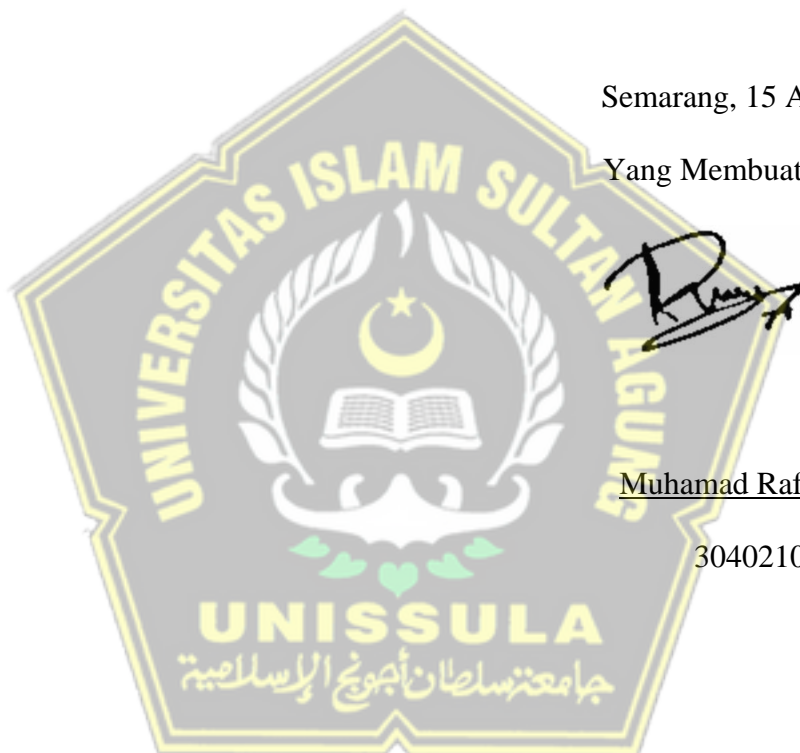 Semarang, 15 A
Yang Membuat
UNIVERSITAS ISLAM SULTAN AGUNG
Muhamad Raf
3040210
UNISSULA
جامعة سلطان أجونج الإسلامية